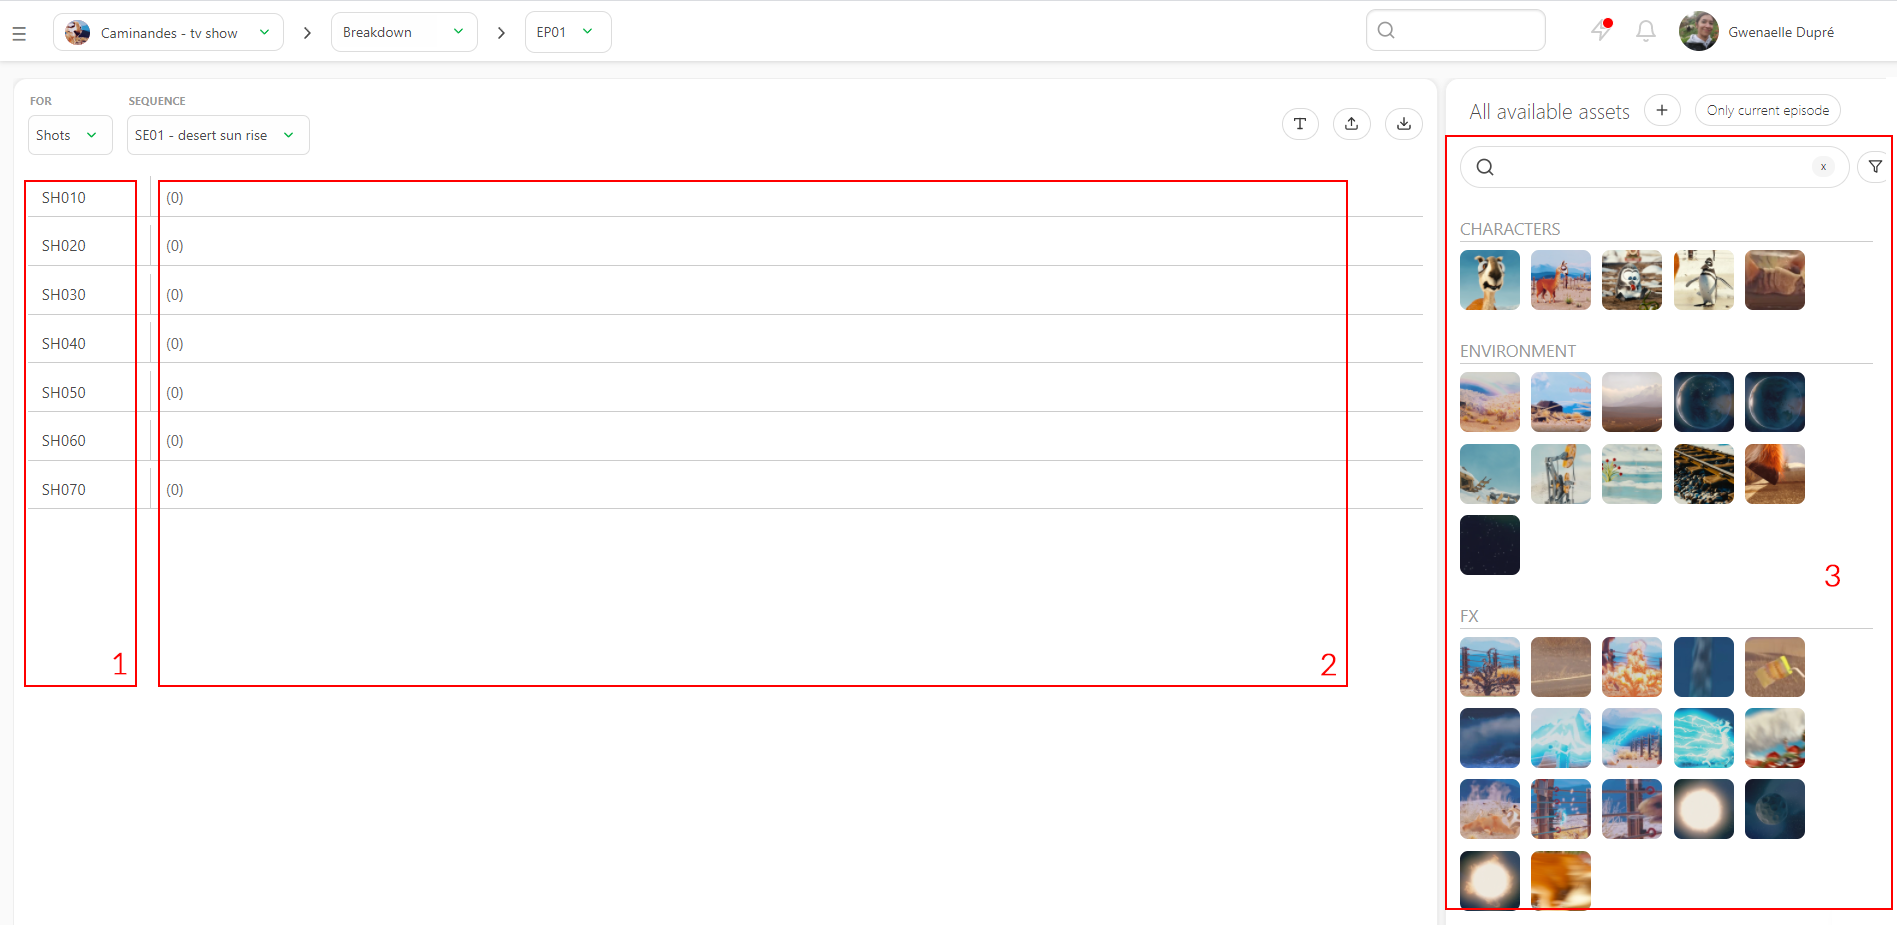 Caminandes - tv show
Breakdown
EP01
Gwenaelle Dupré
FOR
SEQUENCE
Shots
SE01 - desert sun rise
T
All available assets
+
Only current episode
x
SH010
(0)
SH020
(0)
SH030
(0)
SH040
(0)
SH050
(0)
SH060
(0)
SH070
(0)
1
2
CHARACTERS
ENVIRONMENT
3
FX